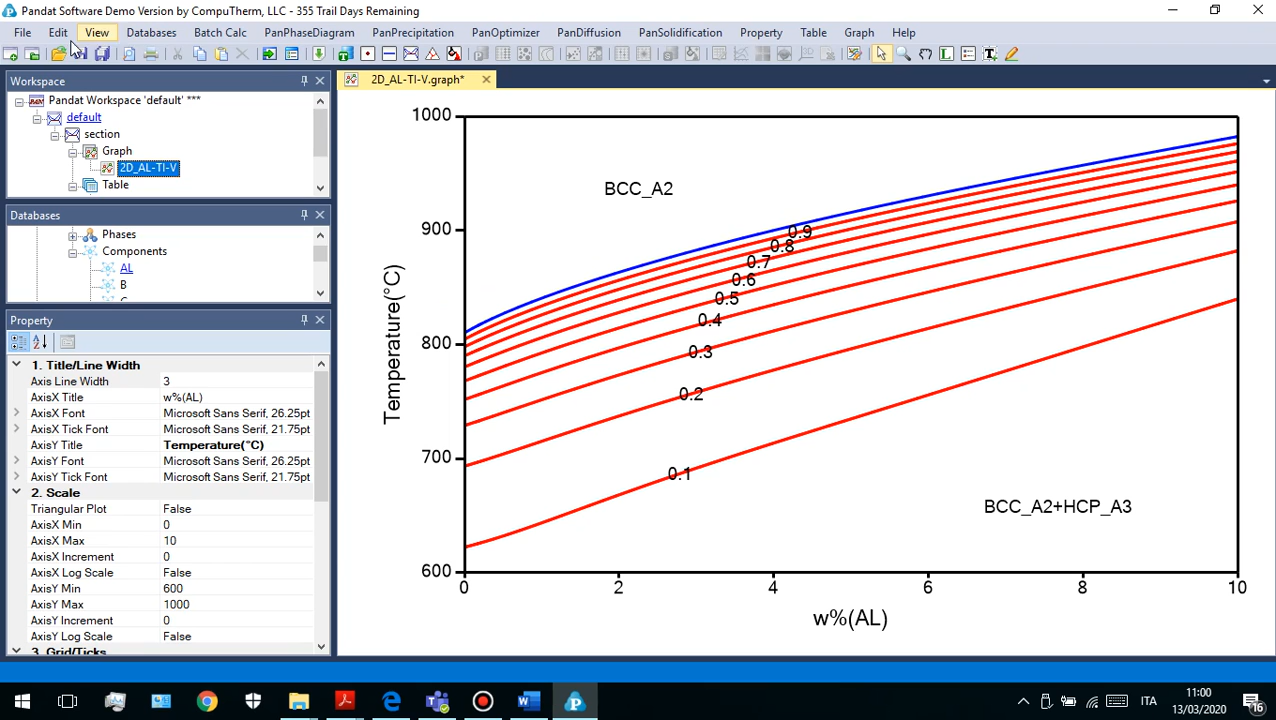 Pandat Software Demo Version by CompuTherm, LLC - 355 Trail Days Remaining
File Edit View Databases Batch Calc PanPhaseDiagram PanPrecipitation PanOptimizer PanDiffusion PanSolidification Property Table Graph Help
Workspace
Pandat Workspace 'default' ***
default
section
Graph
2D_AL-TI-V
Table
Databases
Phases
Components
AL
B
Property
1. Title/Line Width
Axis Line Width 3
AxisX Title w%(AL)
AxisX Font Microsoft Sans Serif, 26.25pt
AxisX Tick Font Microsoft Sans Serif, 21.75pt
AxisY Title Temperature(°C)
AxisY Font Microsoft Sans Serif, 26.25pt
AxisY Tick Font Microsoft Sans Serif, 21.75pt
2. Scale
Triangular Plot False
AxisX Min 0
AxisX Max 10
AxisX Increment 0
AxisX Log Scale False
AxisY Min 600
AxisY Max 1000
AxisY Increment 0
AxisY Log Scale False
3. Grid/Ticks
2D_AL-TI-V.graph*
1000
900
800
700
600
Temperature(°C)
BCC_A2
0.9
0.8
0.7
0.6
0.5
0.4
0.3
0.2
0.1
BCC_A2+HCP_A3
0 2 4 6 8 10
w%(AL)
ITA
11:00
13/03/2020
16